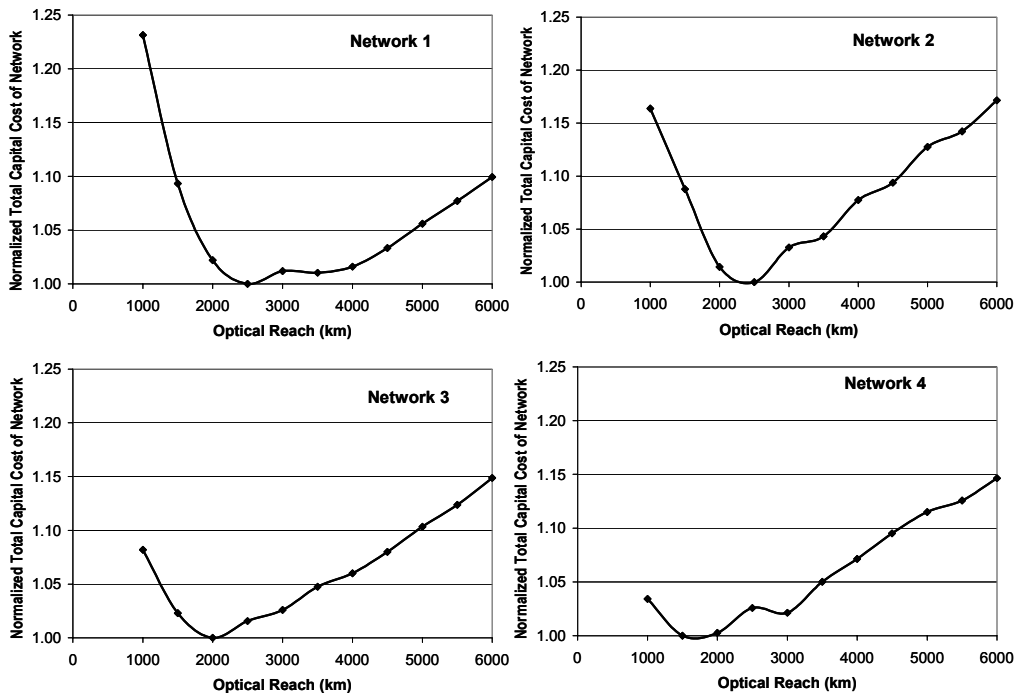 Network 1
Normalized Total Capital Cost of Network
1.25
1.20
1.15
1.10
1.05
1.00
0 1000 2000 3000 4000 5000 6000
Optical Reach (km)
Network 2
Normalized Total Capital Cost of Network
1.25
1.20
1.15
1.10
1.05
1.00
0 1000 2000 3000 4000 5000 6000
Optical Reach (km)
Network 3
Normalized Total Capital Cost of Network
1.25
1.20
1.15
1.10
1.05
1.00
0 1000 2000 3000 4000 5000 6000
Optical Reach (km)
Network 4
Normalized Total Capital Cost of Network
1.25
1.20
1.15
1.10
1.05
1.00
0 1000 2000 3000 4000 5000 6000
Optical Reach (km)